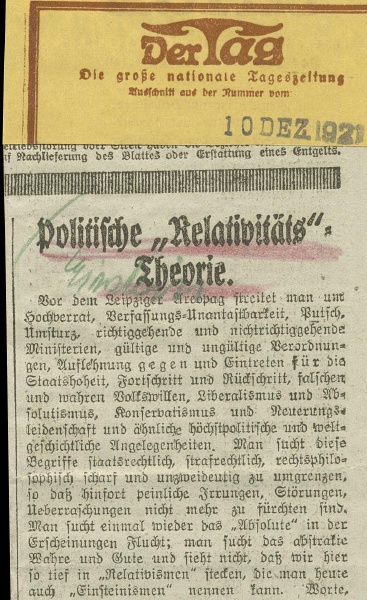 Der Tag
Die große nationale Tageszeitung
Ausschnitt aus der Nummer vom
10 DEZ 1921
Nachlieferung des Blattes oder Erstattung eines Entgelts.
Politische „Relativitäts“-
Theorie.
Vor dem Leipziger Areopag streitet man um
Hochverrat, Verfassungs-Unantastbarkeit, Putsch,
Umsturz, richtiggehende und nichtrichtiggehende
Ministerien, gültige und ungültige Verordnun-
gen, Auflehnung gegen und Eintreten für die
Staatshoheit, Fortschritt und Rückschritt, falschen
und wahren Volkswillen, Liberalismus und Ab-
solutismus, Konservatismus und Neuerungs-
leidenschaft und ähnliche höchstpolitische und welt-
geschichtliche Angelegenheiten. Man sucht diese
Begriffe staatsrechtlich, strafrechtlich, rechtsphilo-
sophisch scharf und unzweideutig zu umgrenzen,
so daß hinfort peinliche Irrungen, Störungen,
Ueberraschungen nicht mehr zu fürchten sind.
Man sucht einmal wieder das „Absolute“ in der
Erscheinungen Flucht; man sucht das abstrakte
Wahre und Gute und sieht nicht, daß wir hier
so tief in „Relativismen“ stecken, die man heute
auch „Einsteinismen“ nennen kann. Worte,